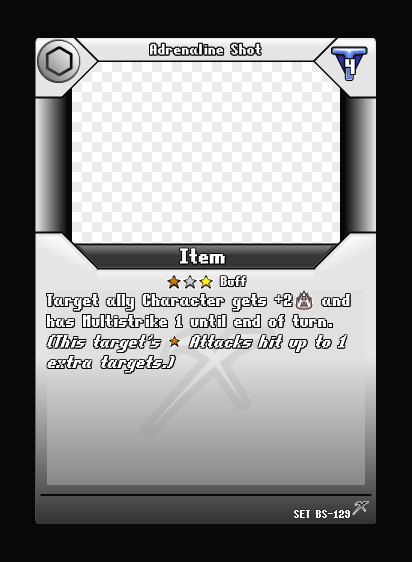 Adrenaline Shot
4
Item
Buff
Target ally Character gets +2 and
has Multistrike 1 until end of turn.
(This target's Attacks hit up to 1
extra targets.)
SET BS-129